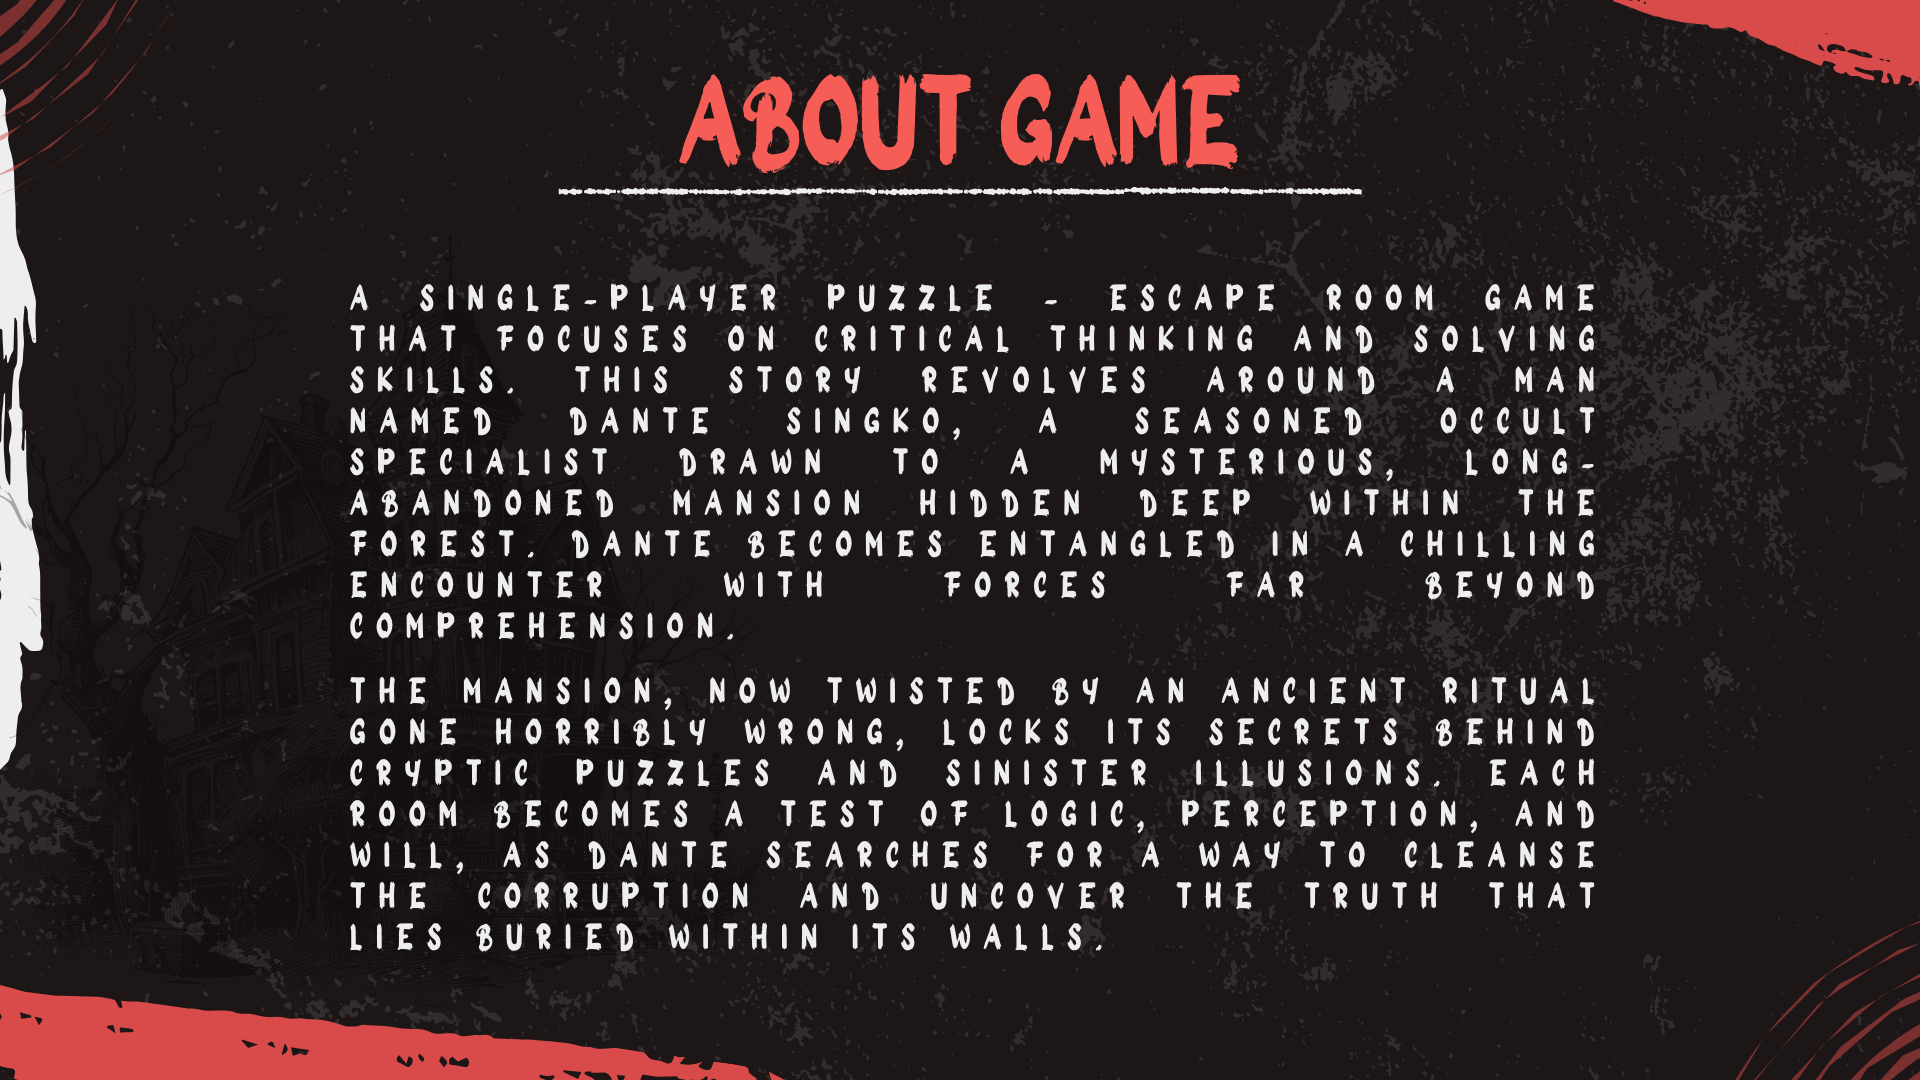 ABOUT GAME
A SINGLE-PLAYER PUZZLE - ESCAPE ROOM GAME
THAT FOCUSES ON CRITICAL THINKING AND SOLVING
SKILLS. THIS STORY REVOLVES AROUND A MAN
NAMED DANTE SINGKO, A SEASONED OCCULT
SPECIALIST DRAWN TO A MYSTERIOUS, LONG-
ABANDONED MANSION HIDDEN DEEP WITHIN THE
FOREST. DANTE BECOMES ENTANGLED IN A CHILLING
ENCOUNTER WITH FORCES FAR BEYOND
COMPREHENSION.
THE MANSION, NOW TWISTED BY AN ANCIENT RITUAL
GONE HORRIBLY WRONG, LOCKS ITS SECRETS BEHIND
CRYPTIC PUZZLES AND SINISTER ILLUSIONS. EACH
ROOM BECOMES A TEST OF LOGIC, PERCEPTION, AND
WILL, AS DANTE SEARCHES FOR A WAY TO CLEANSE
THE CORRUPTION AND UNCOVER THE TRUTH THAT
LIES BURIED WITHIN ITS WALLS.